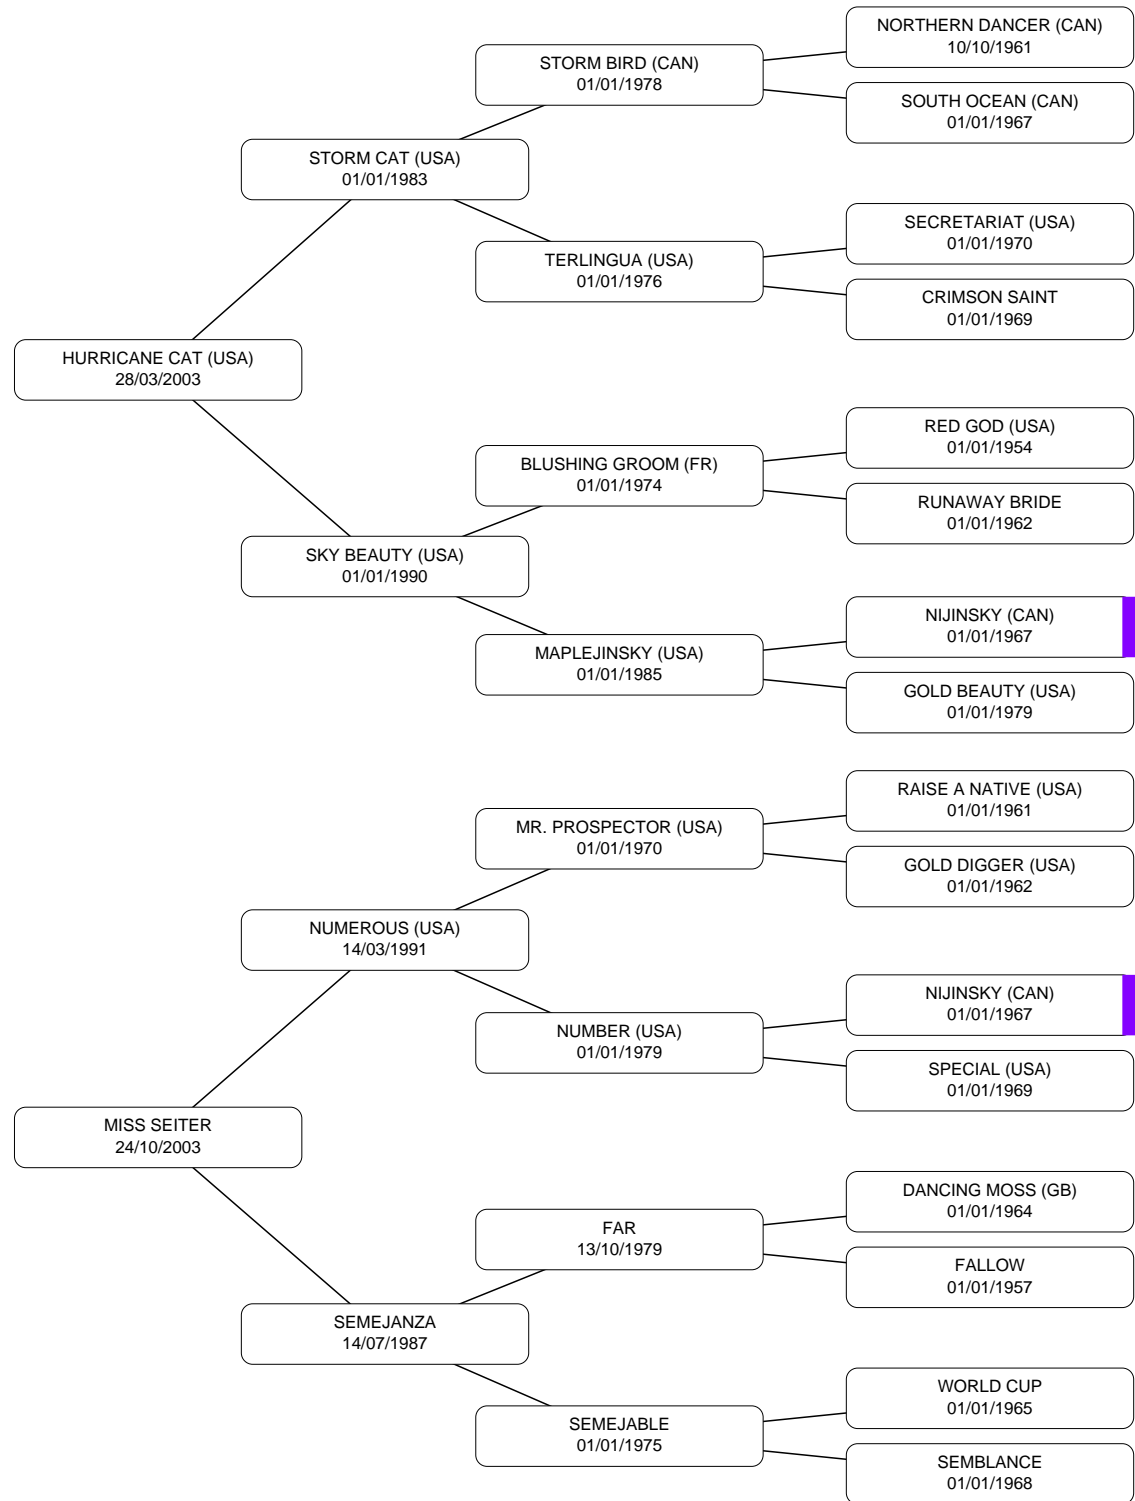 NORTHERN DANCER (CAN)
10/10/1961
STORM BIRD (CAN)
01/01/1978
SOUTH OCEAN (CAN)
01/01/1967
STORM CAT (USA)
01/01/1983
SECRETARIAT (USA)
01/01/1970
TERLINGUA (USA)
01/01/1976
CRIMSON SAINT
01/01/1969
HURRICANE CAT (USA)
28/03/2003
RED GOD (USA)
01/01/1954
BLUSHING GROOM (FR)
01/01/1974
RUNAWAY BRIDE
01/01/1962
SKY BEAUTY (USA)
01/01/1990
NIJINSKY (CAN)
01/01/1967
MAPLEJINSKY (USA)
01/01/1985
GOLD BEAUTY (USA)
01/01/1979
RAISE A NATIVE (USA)
01/01/1961
MR. PROSPECTOR (USA)
01/01/1970
GOLD DIGGER (USA)
01/01/1962
NUMEROUS (USA)
14/03/1991
NIJINSKY (CAN)
01/01/1967
NUMBER (USA)
01/01/1979
SPECIAL (USA)
01/01/1969
MISS SEITER
24/10/2003
DANCING MOSS (GB)
01/01/1964
FAR
13/10/1979
FALLOW
01/01/1957
SEMEJANZA
14/07/1987
WORLD CUP
01/01/1965
SEMEJABLE
01/01/1975
SEMBLANCE
01/01/1968